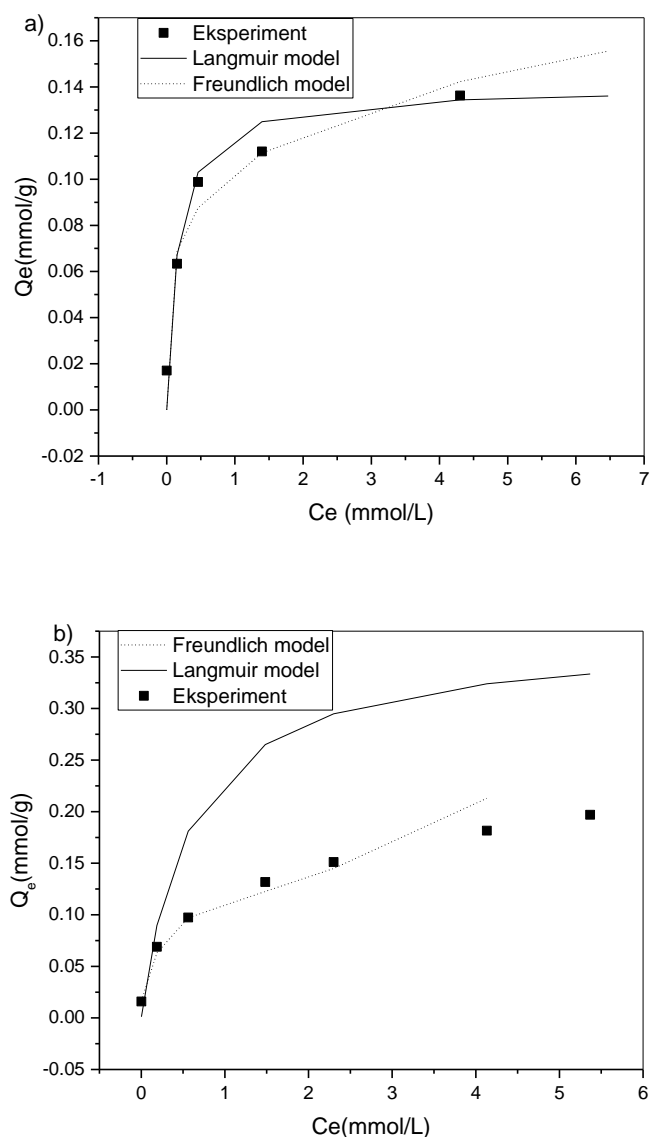 a)
Eksperiment
Langmuir model
Freundlich model
0.16
0.14
0.12
0.10
0.08
0.06
0.04
0.02
0.00
-0.02
Qe(mmol/g)
-1 0 1 2 3 4 5 6 7
Ce (mmol/L)
b)
Freundlich model
Langmuir model
Eksperiment
0.35
0.30
0.25
0.20
0.15
0.10
0.05
0.00
-0.05
Qe(mmol/g)
0 1 2 3 4 5 6
Ce(mmol/L)